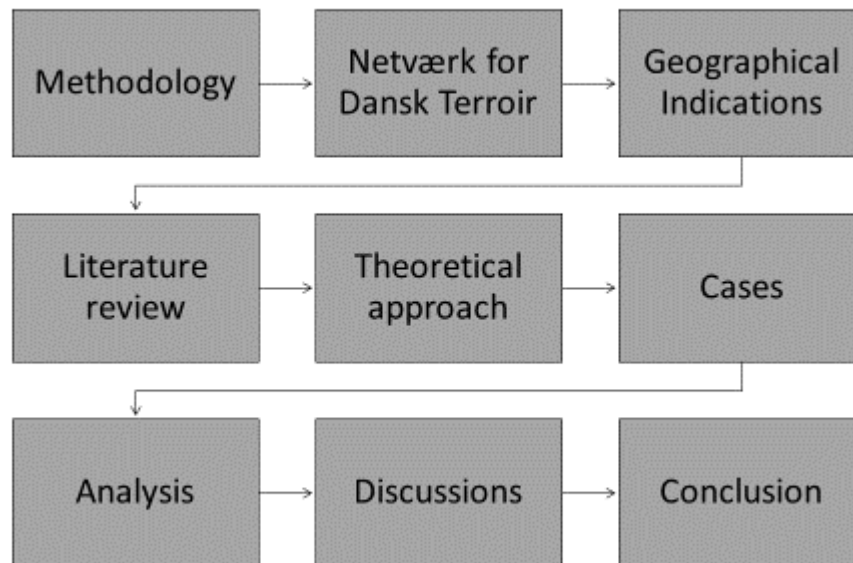 Methodology
Netværk for
Dansk Terroir
Geographical
Indications
Literature
review
Theoretical
approach
Cases
Analysis
Discussions
Conclusion